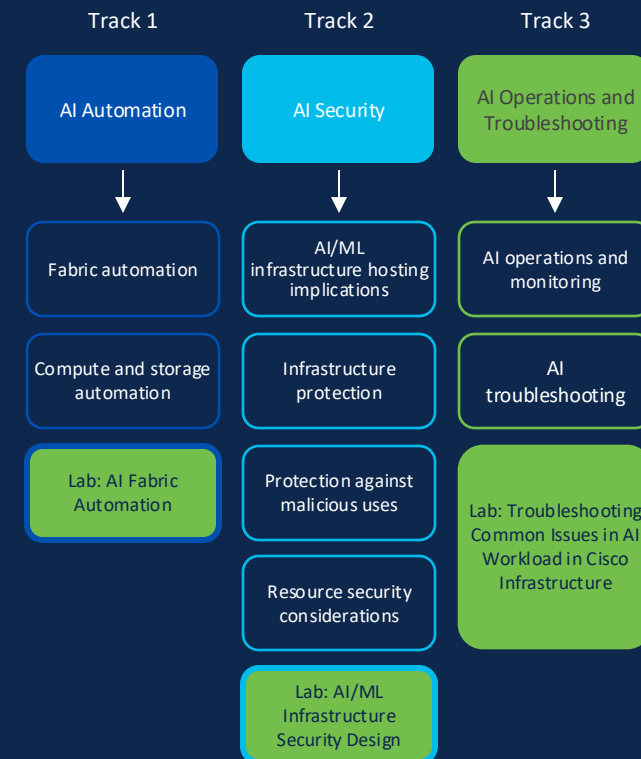 Track 1
AI Automation
Fabric automation
Compute and storage
automation
Lab: AI Fabric
Automation
Track 2
AI Security
AI/ML
infrastructure hosting
implications
Infrastructure
protection
Protection against
malicious uses
Resource security
considerations
Lab: AI/ML
Infrastructure
Security Design
Track 3
AI Operations and
Troubleshooting
AI operations and
monitoring
AI
troubleshooting
Lab: Troubleshooting
Common Issues in AI
Workload in Cisco
Infrastructure